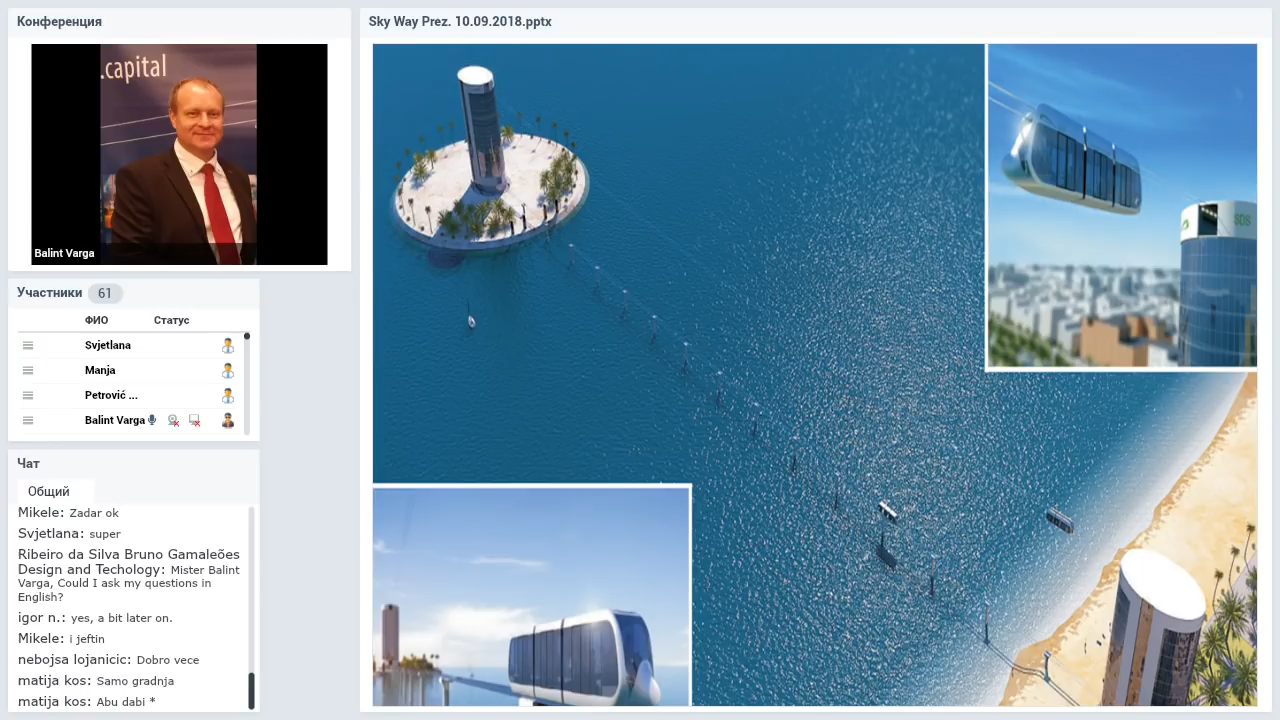 Конференция
.capital
Balint Varga
Участники 61
ФИО Статус
Svjetlana
Manja
Petrović ...
Balint Varga
Чат
Общий
Mikele: Zadar ok
Svjetlana: super
Ribeiro da Silva Bruno Gamaleões
Design and Techology: Mister Balint
Varga, Could I ask my questions in
English?
igor n.: yes, a bit later on.
Mikele: i jeftin
nebojsa lojanicic: Dobro vece
matija kos: Samo gradnja
matija kos: Abu dabi *
Sky Way Prez. 10.09.2018.pptx
SDS